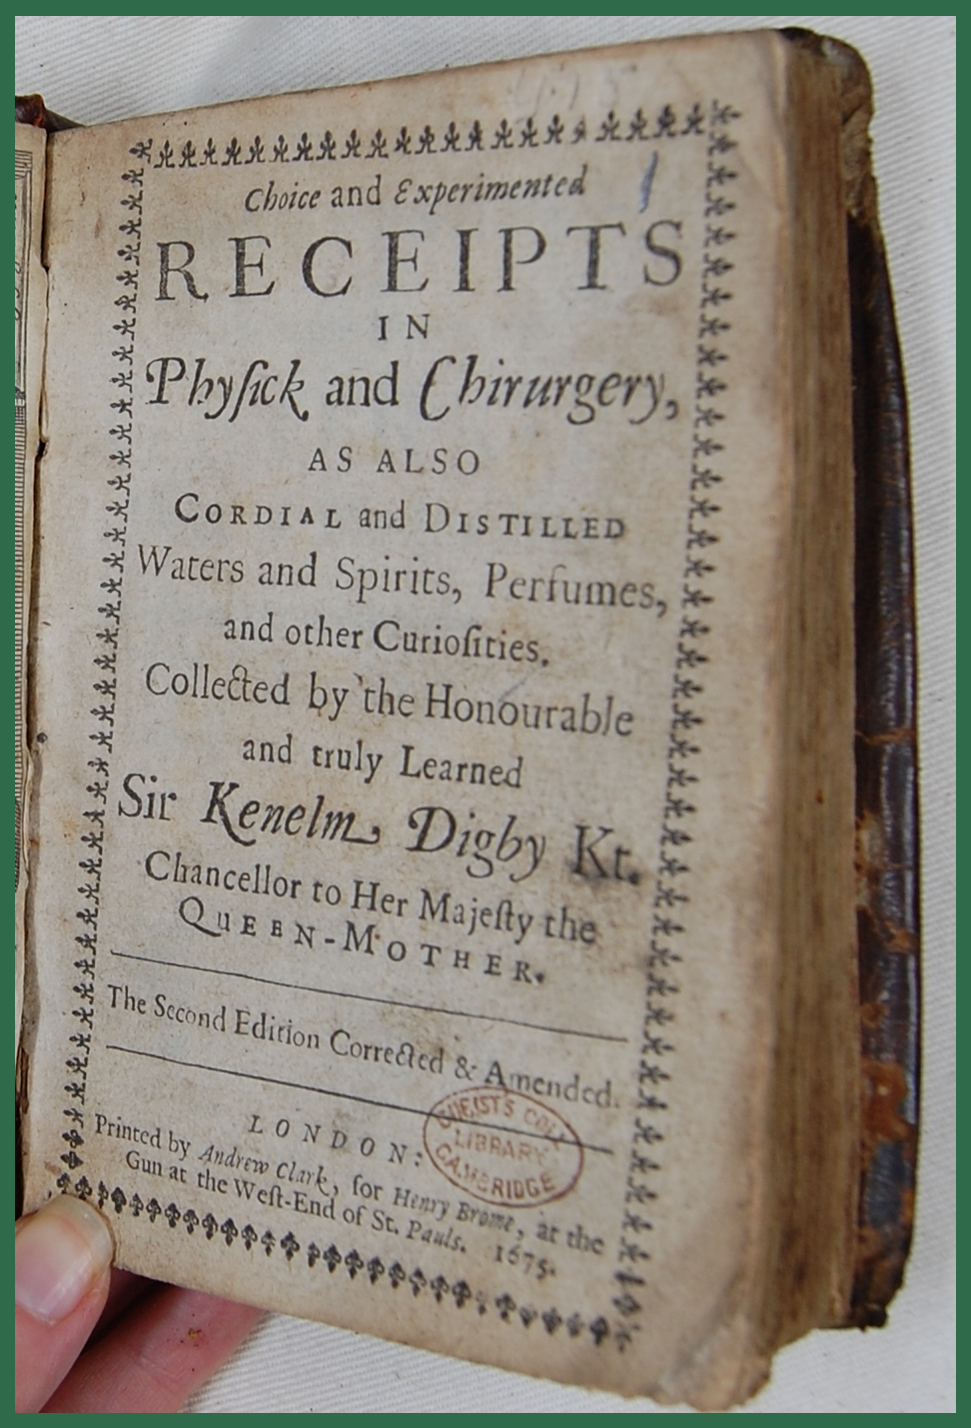 Choice and Experimented
RECEIPTS
IN
Phyſick and Chirurgery,
AS ALSO
CORDIAL and DISTILLED
Waters and Spirits, Perfumes,
and other Curioſities.
Collected by the Honourable
and truly Learned
Sir Kenelm Digby Kt.
Chancellor to Her Majeſty the
QUEEN-MOTHER.
The Second Edition Corrected & Amended.
LONDON:
Printed by Andrew Clark, for Henry Brome, at the
Gun at the Weſt-End of St. Pauls. 1675.
LIBRARY
CAMBRIDGE